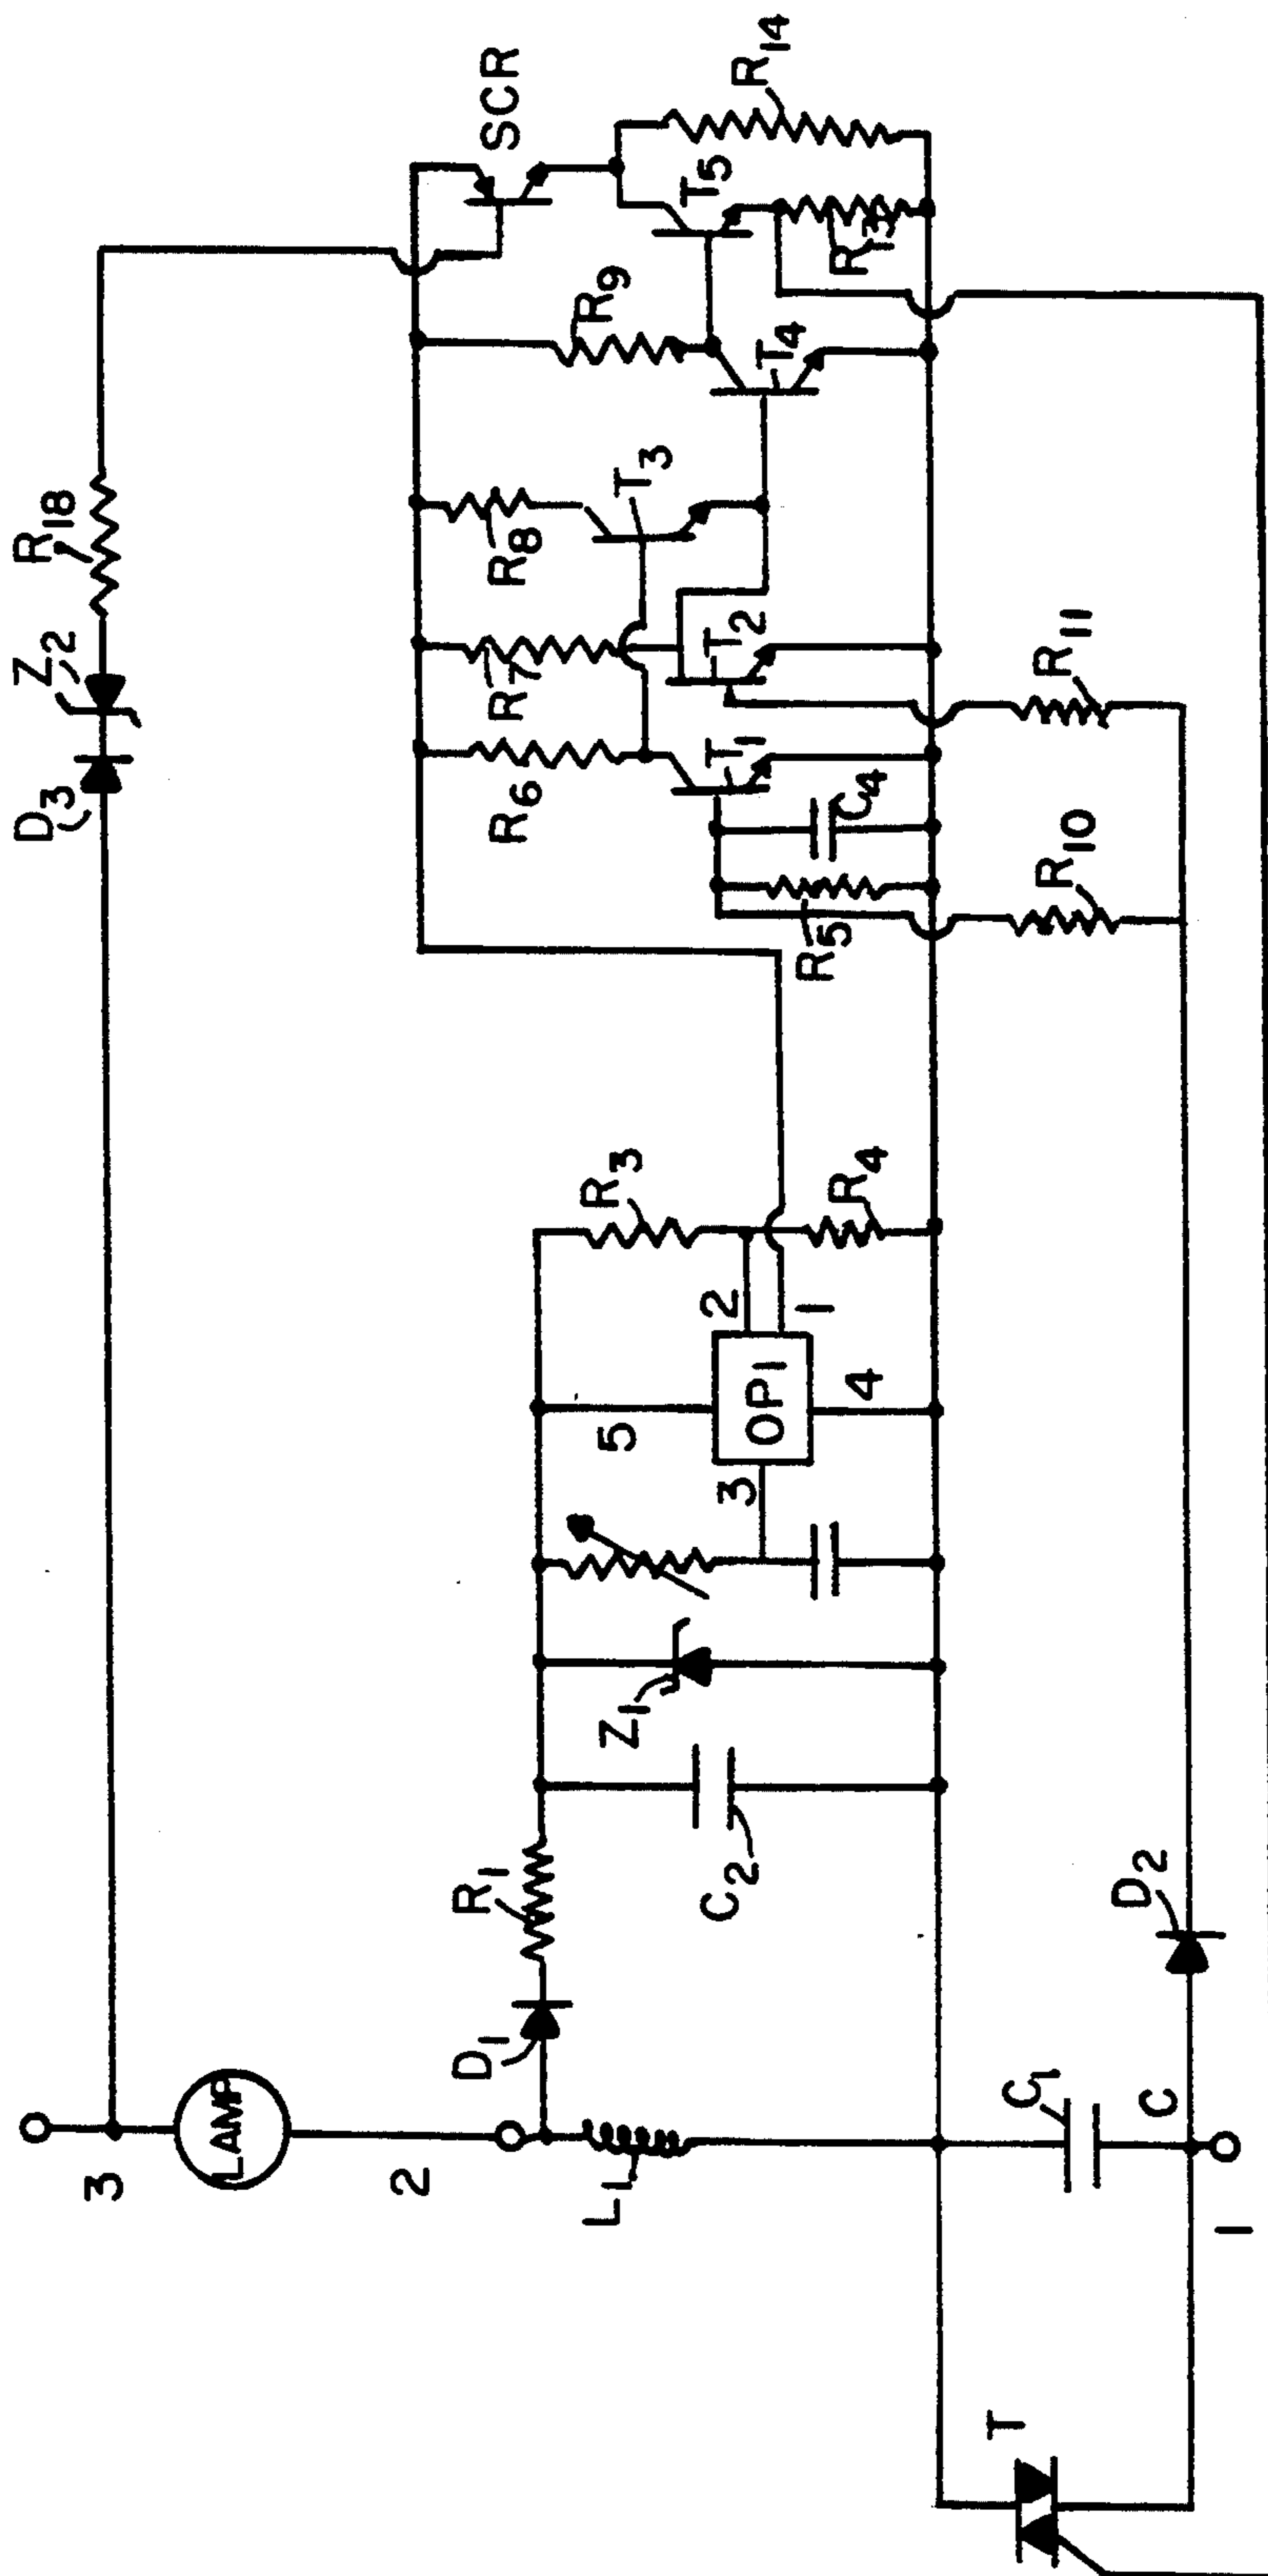 3
LAMP
2
L1
D1
R1
C2
Z1
3
5
OP1
4
2
1
R3
R4
D3
Z2
R18
R6
R7
R8
R9
T1
T2
T3
T4
T5
SCR
R14
R13
C4
R5
R10
R11
D2
C1
C
1
T